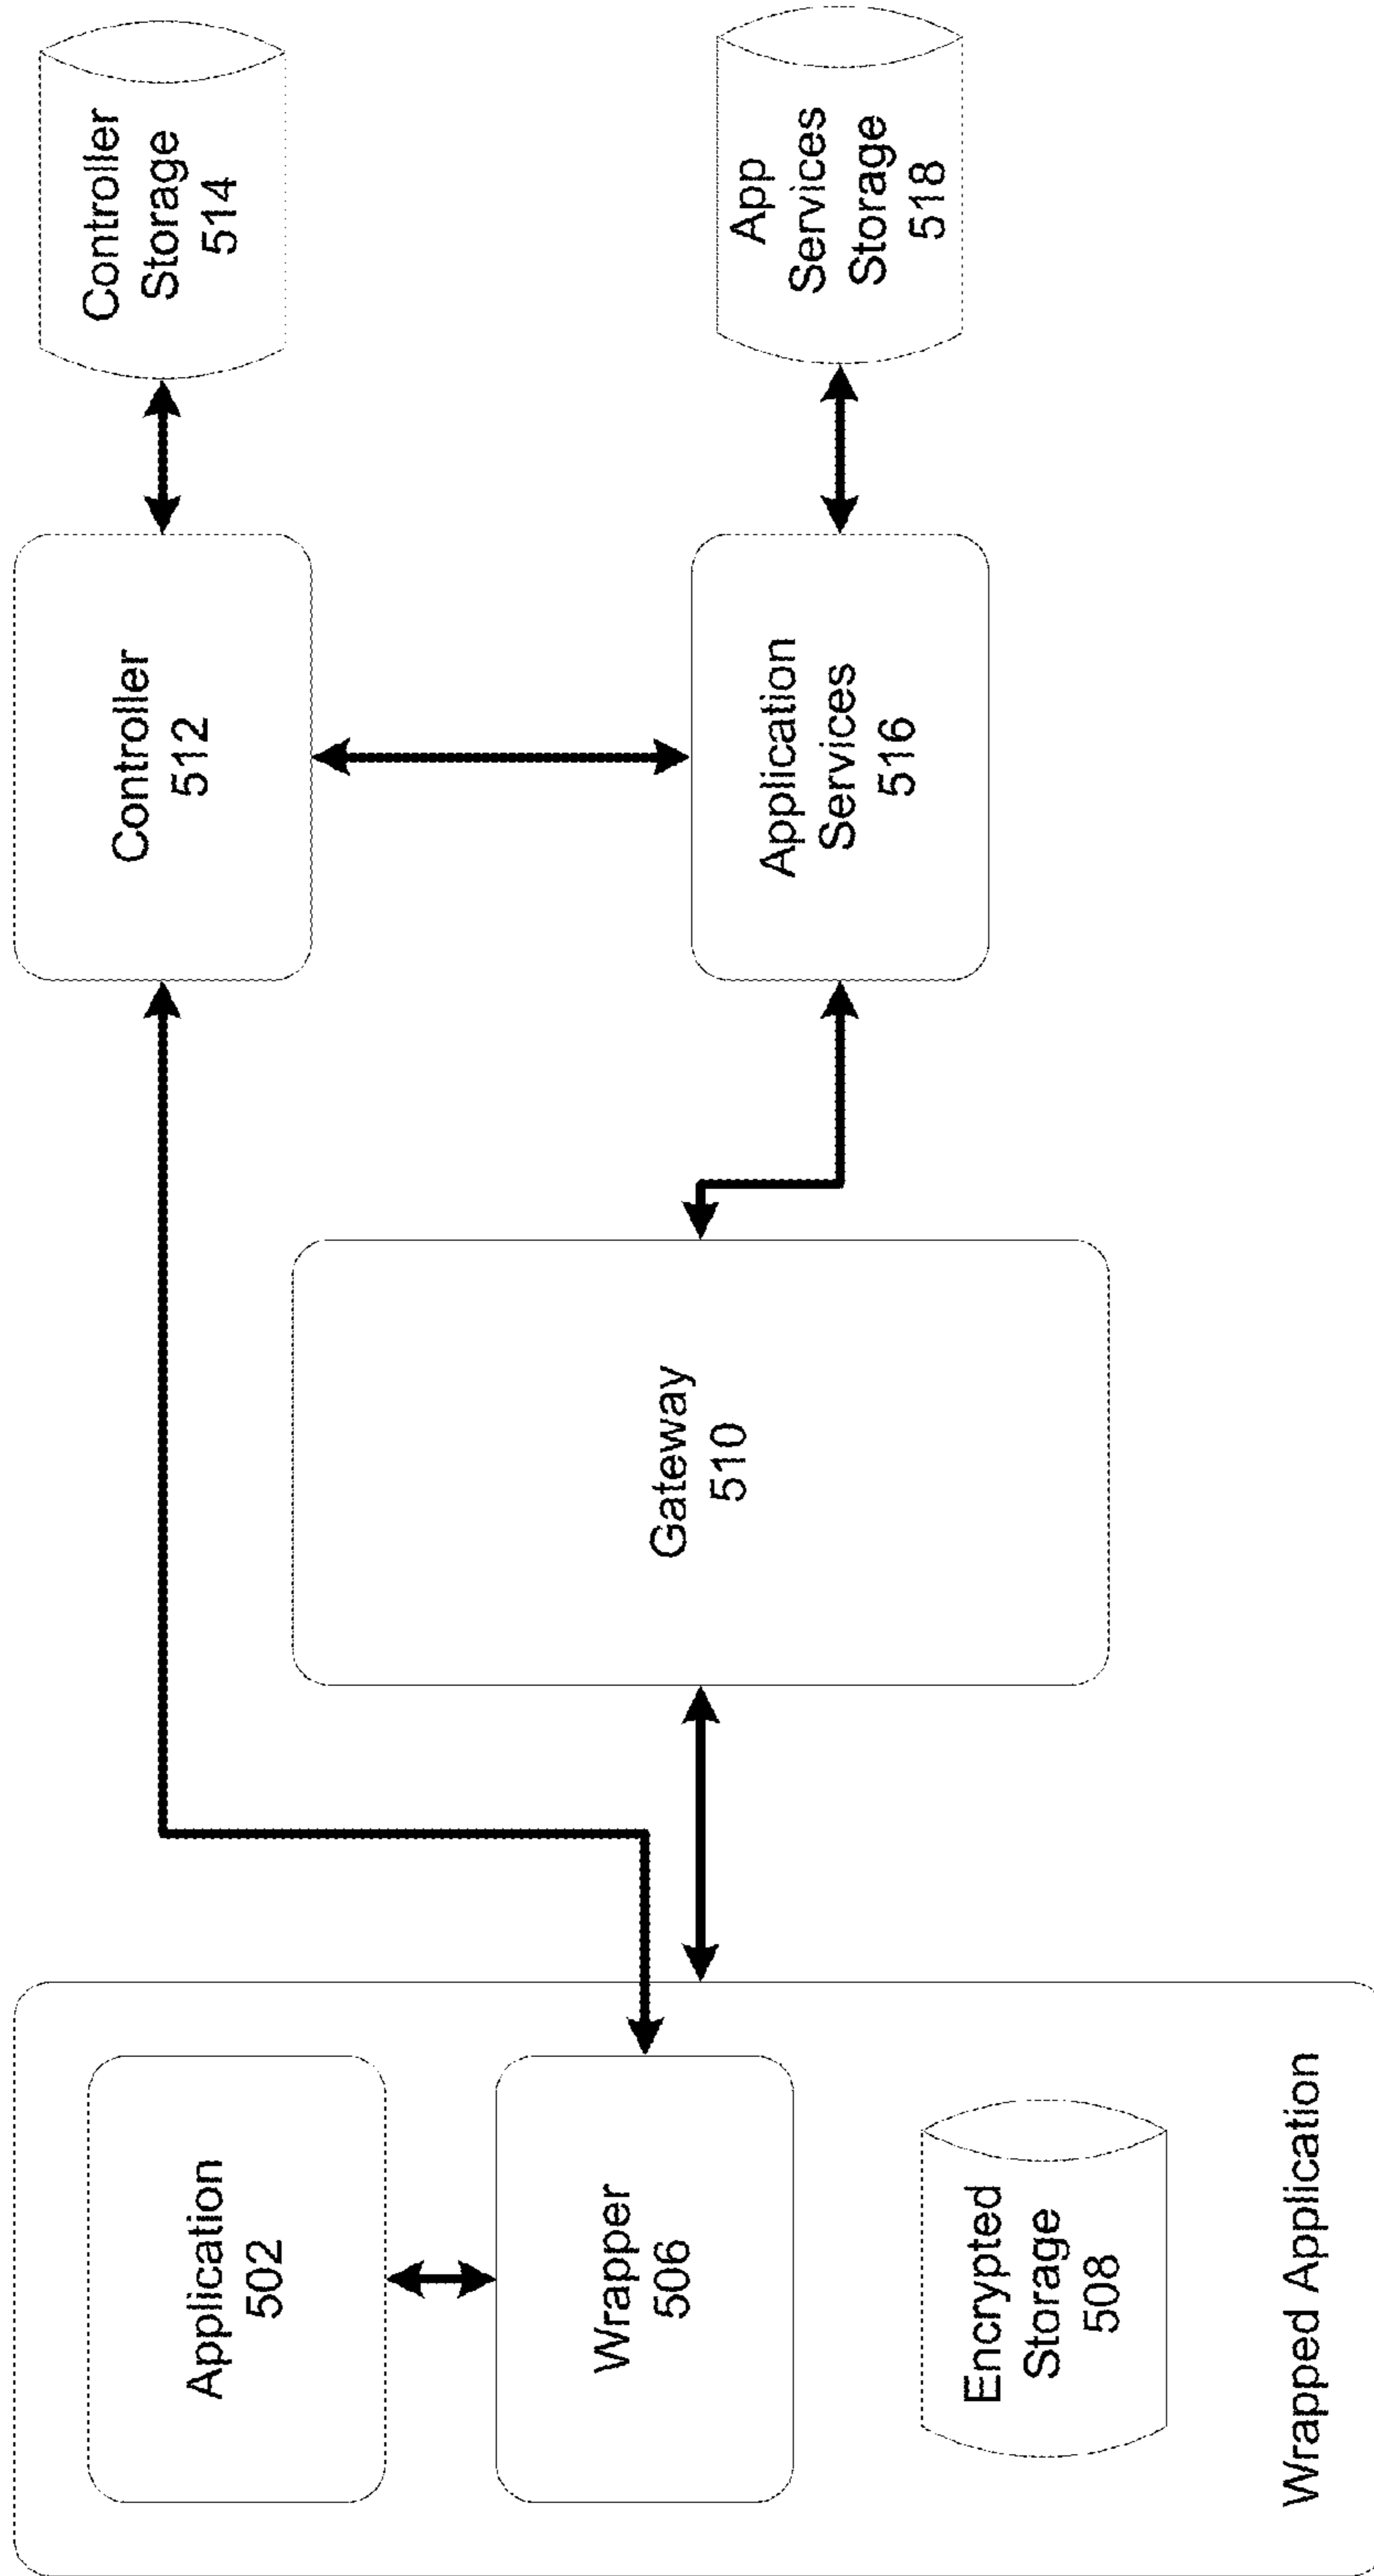 Application
502
Wrapper
506
Encrypted
Storage
508
Wrapped Application
Gateway
510
Controller
512
Application
Services
516
Controller
Storage
514
App
Services
Storage
518